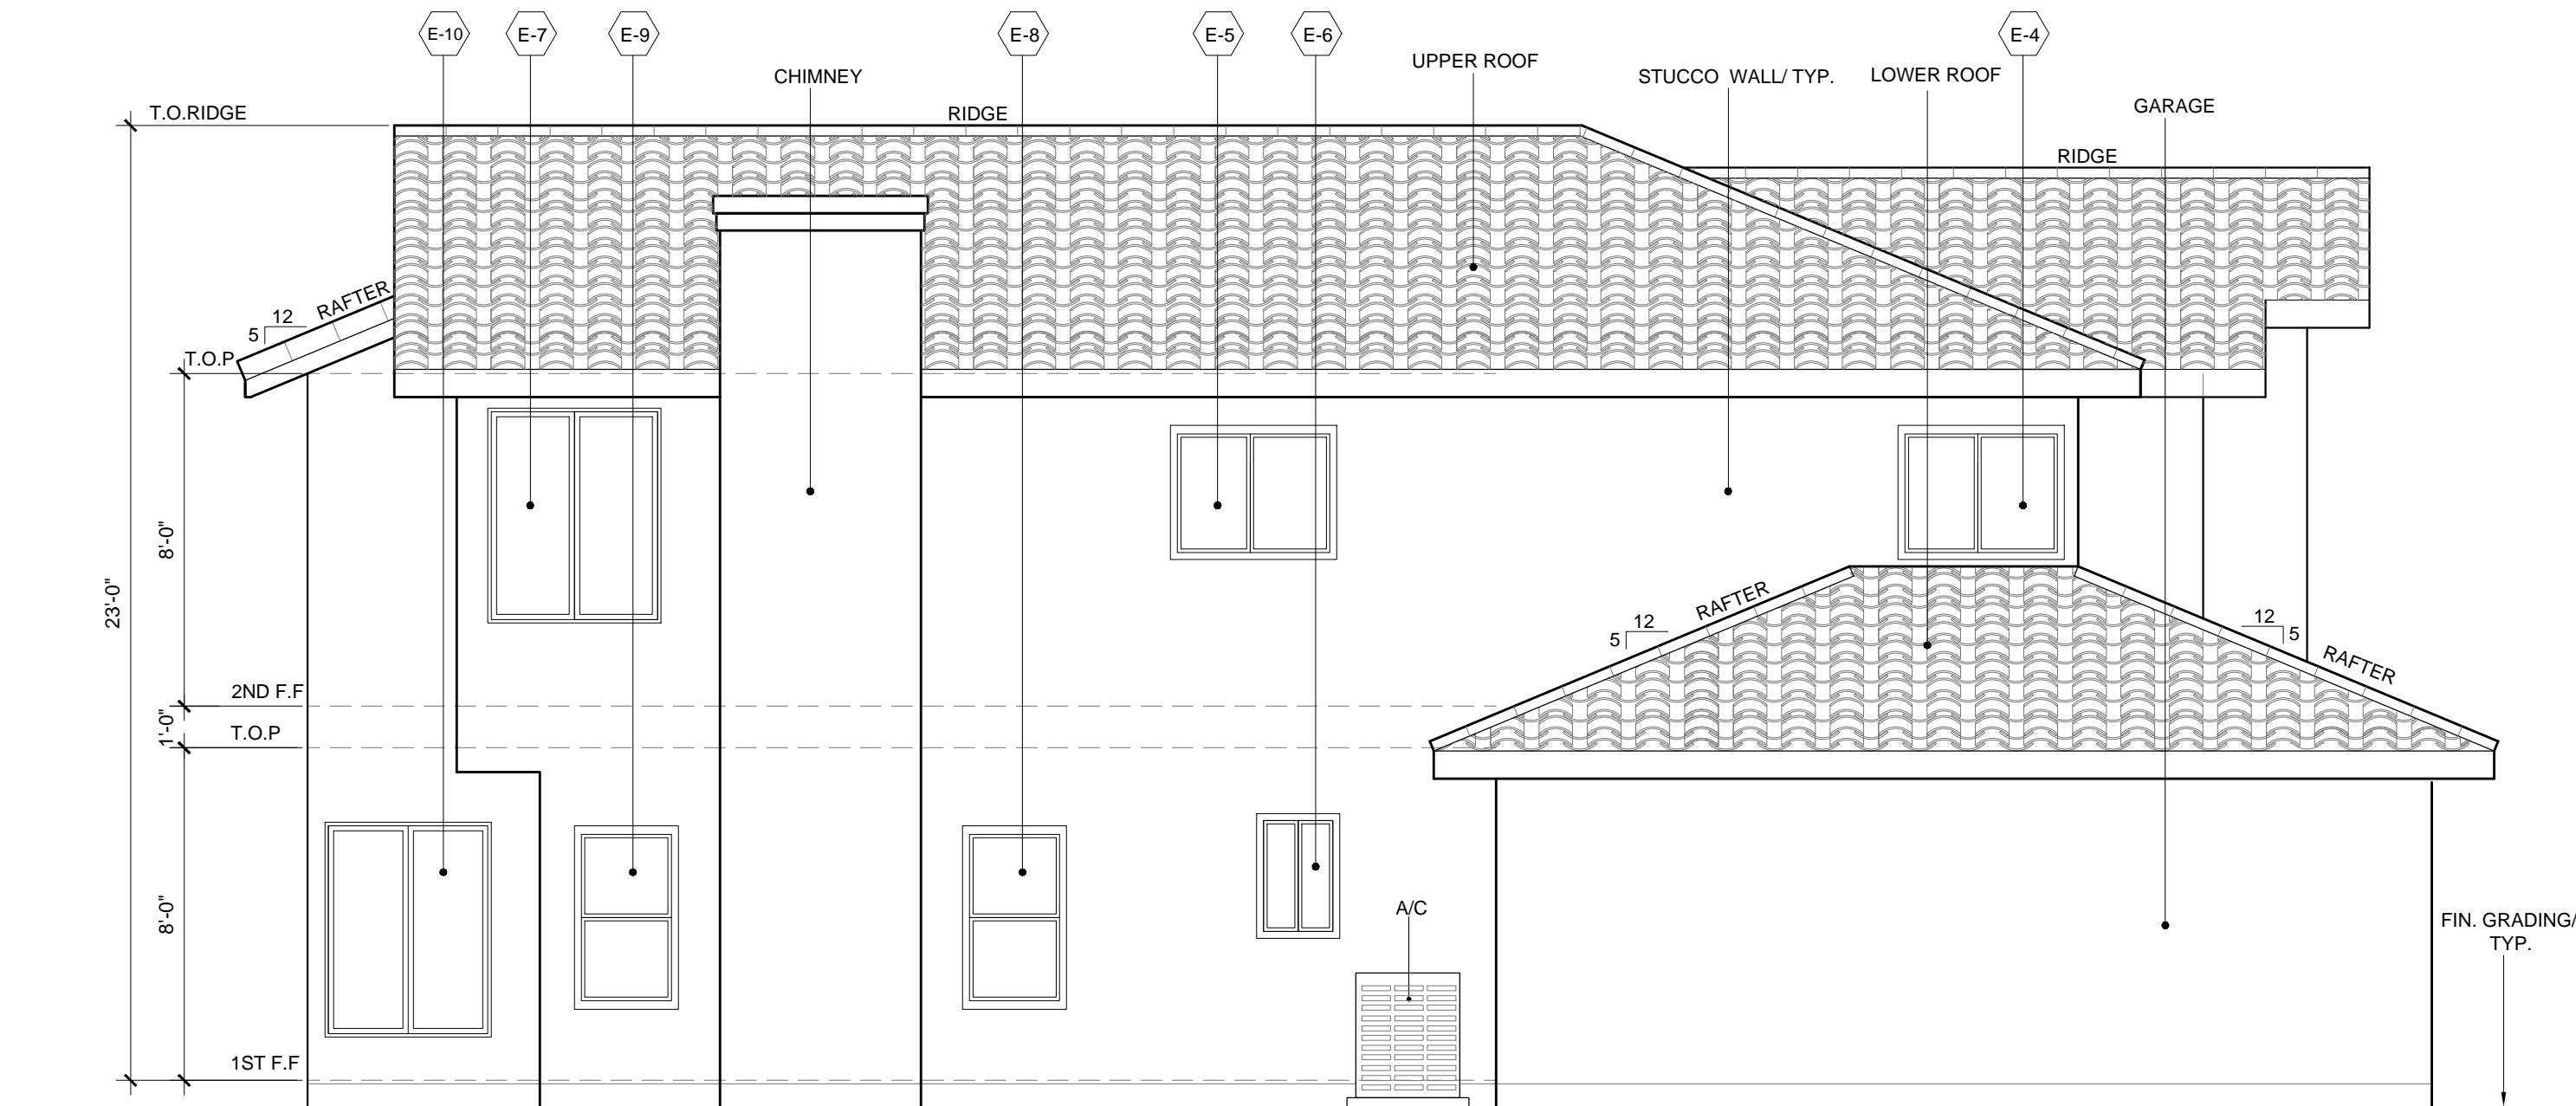 E-10
E-7
E-9
E-8
E-5
E-6
E-4
CHIMNEY
UPPER ROOF
STUCCO WALL/ TYP.
LOWER ROOF
GARAGE
T.O.RIDGE
RIDGE
RIDGE
12
5
RAFTER
T.O.P
8'-0"
23'-0"
12
5
RAFTER
12
5
RAFTER
2ND F.F
1'-0"
T.O.P
8'-0"
A/C
FIN. GRADING/
TYP.
1ST F.F